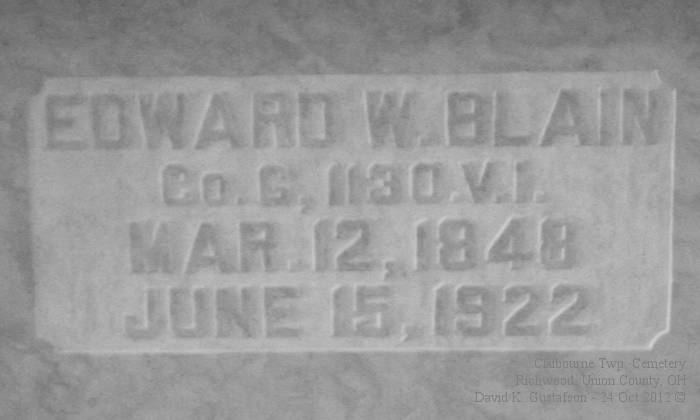 EDWARD W. BLAIN
Co. G, 113 O.V.I.
MAR. 12, 1848
JUNE 15, 1922
Claibourne Twp. Cemetery
Richwood, Union County, OH
David K. Gustafson - 24 Oct 2012 ©